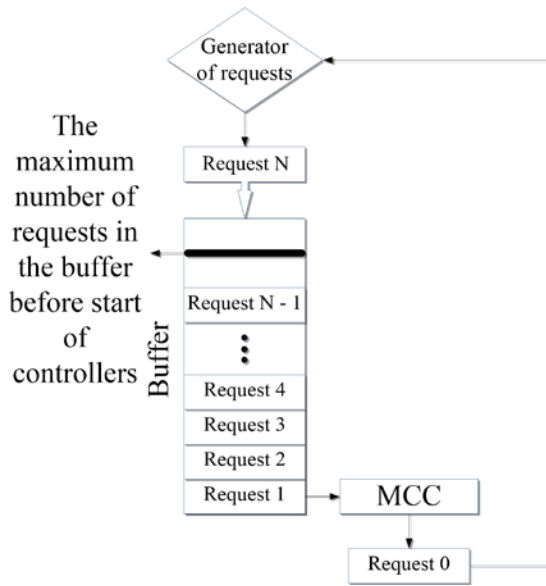 Generator
of requests
The
maximum
number of
requests in
the buffer
before start
of
controllers
Request N
Buffer
Request N - 1
Request 4
Request 3
Request 2
Request 1
MCC
Request 0